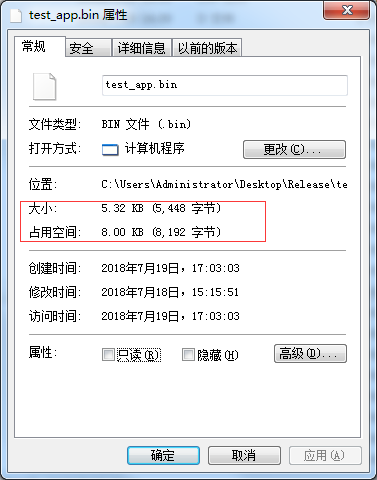 test_app.bin 属性
常规 安全 详细信息 以前的版本
test_app.bin
文件类型: BIN 文件 (.bin)
打开方式: 计算机程序 更改(C)...
位置: C:\Users\Administrator\Desktop\Release\te
大小: 5.32 KB (5,448 字节)
占用空间: 8.00 KB (8,192 字节)
创建时间: 2018年7月19日，17:03:03
修改时间: 2018年7月18日，15:15:51
访问时间: 2018年7月19日，17:03:03
属性: 只读(R) 隐藏(H) 高级(D)...
确定 取消 应用(A)